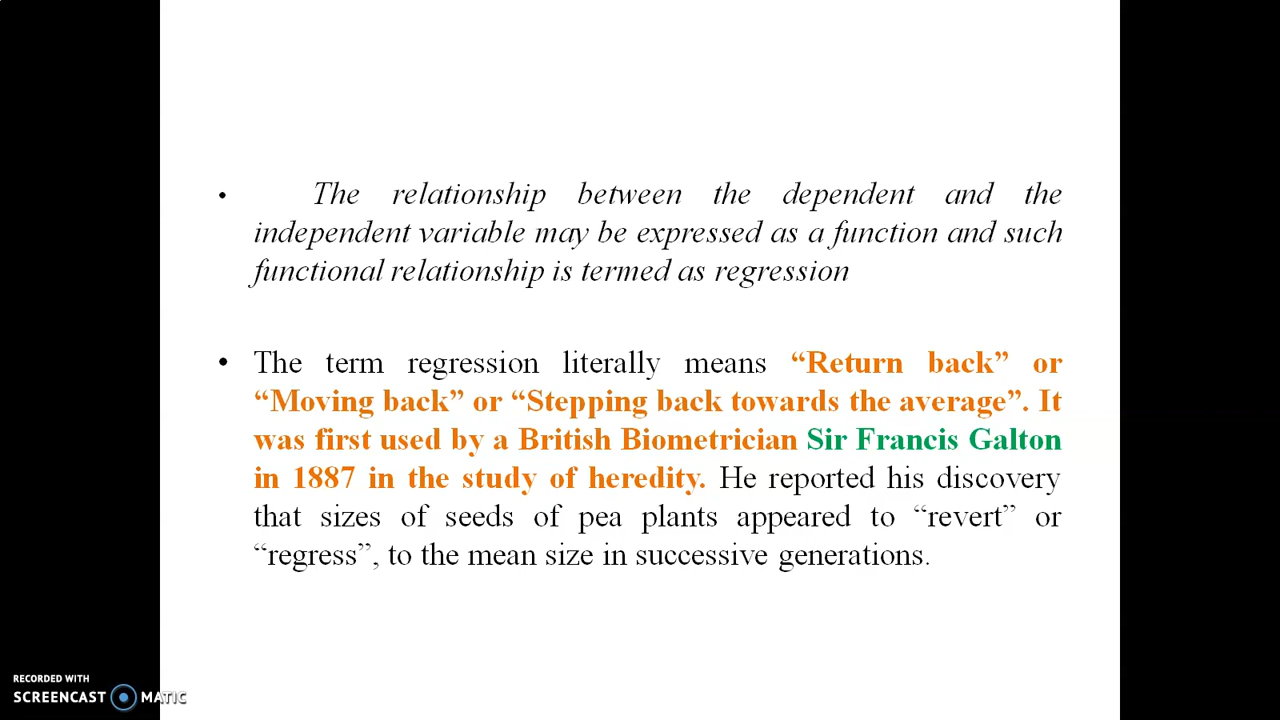 • The relationship between the dependent and the
independent variable may be expressed as a function and such
functional relationship is termed as regression
• The term regression literally means “Return back” or
“Moving back” or “Stepping back towards the average”. It
was first used by a British Biometrician Sir Francis Galton
in 1887 in the study of heredity. He reported his discovery
that sizes of seeds of pea plants appeared to “revert” or
“regress”, to the mean size in successive generations.
RECORDED WITH
SCREENCAST MATIC